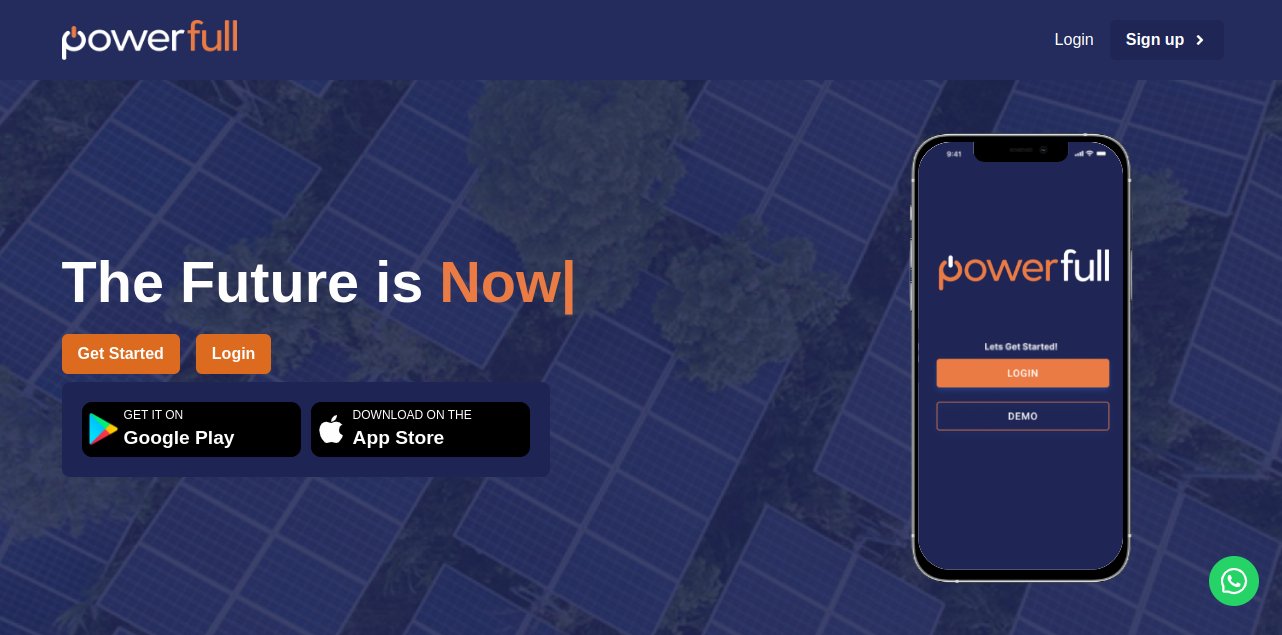 powerfull
Login
Sign up
The Future is Now|
Get Started
Login
GET IT ON
Google Play
DOWNLOAD ON THE
App Store
9:41
powerfull
Lets Get Started!
LOGIN
DEMO